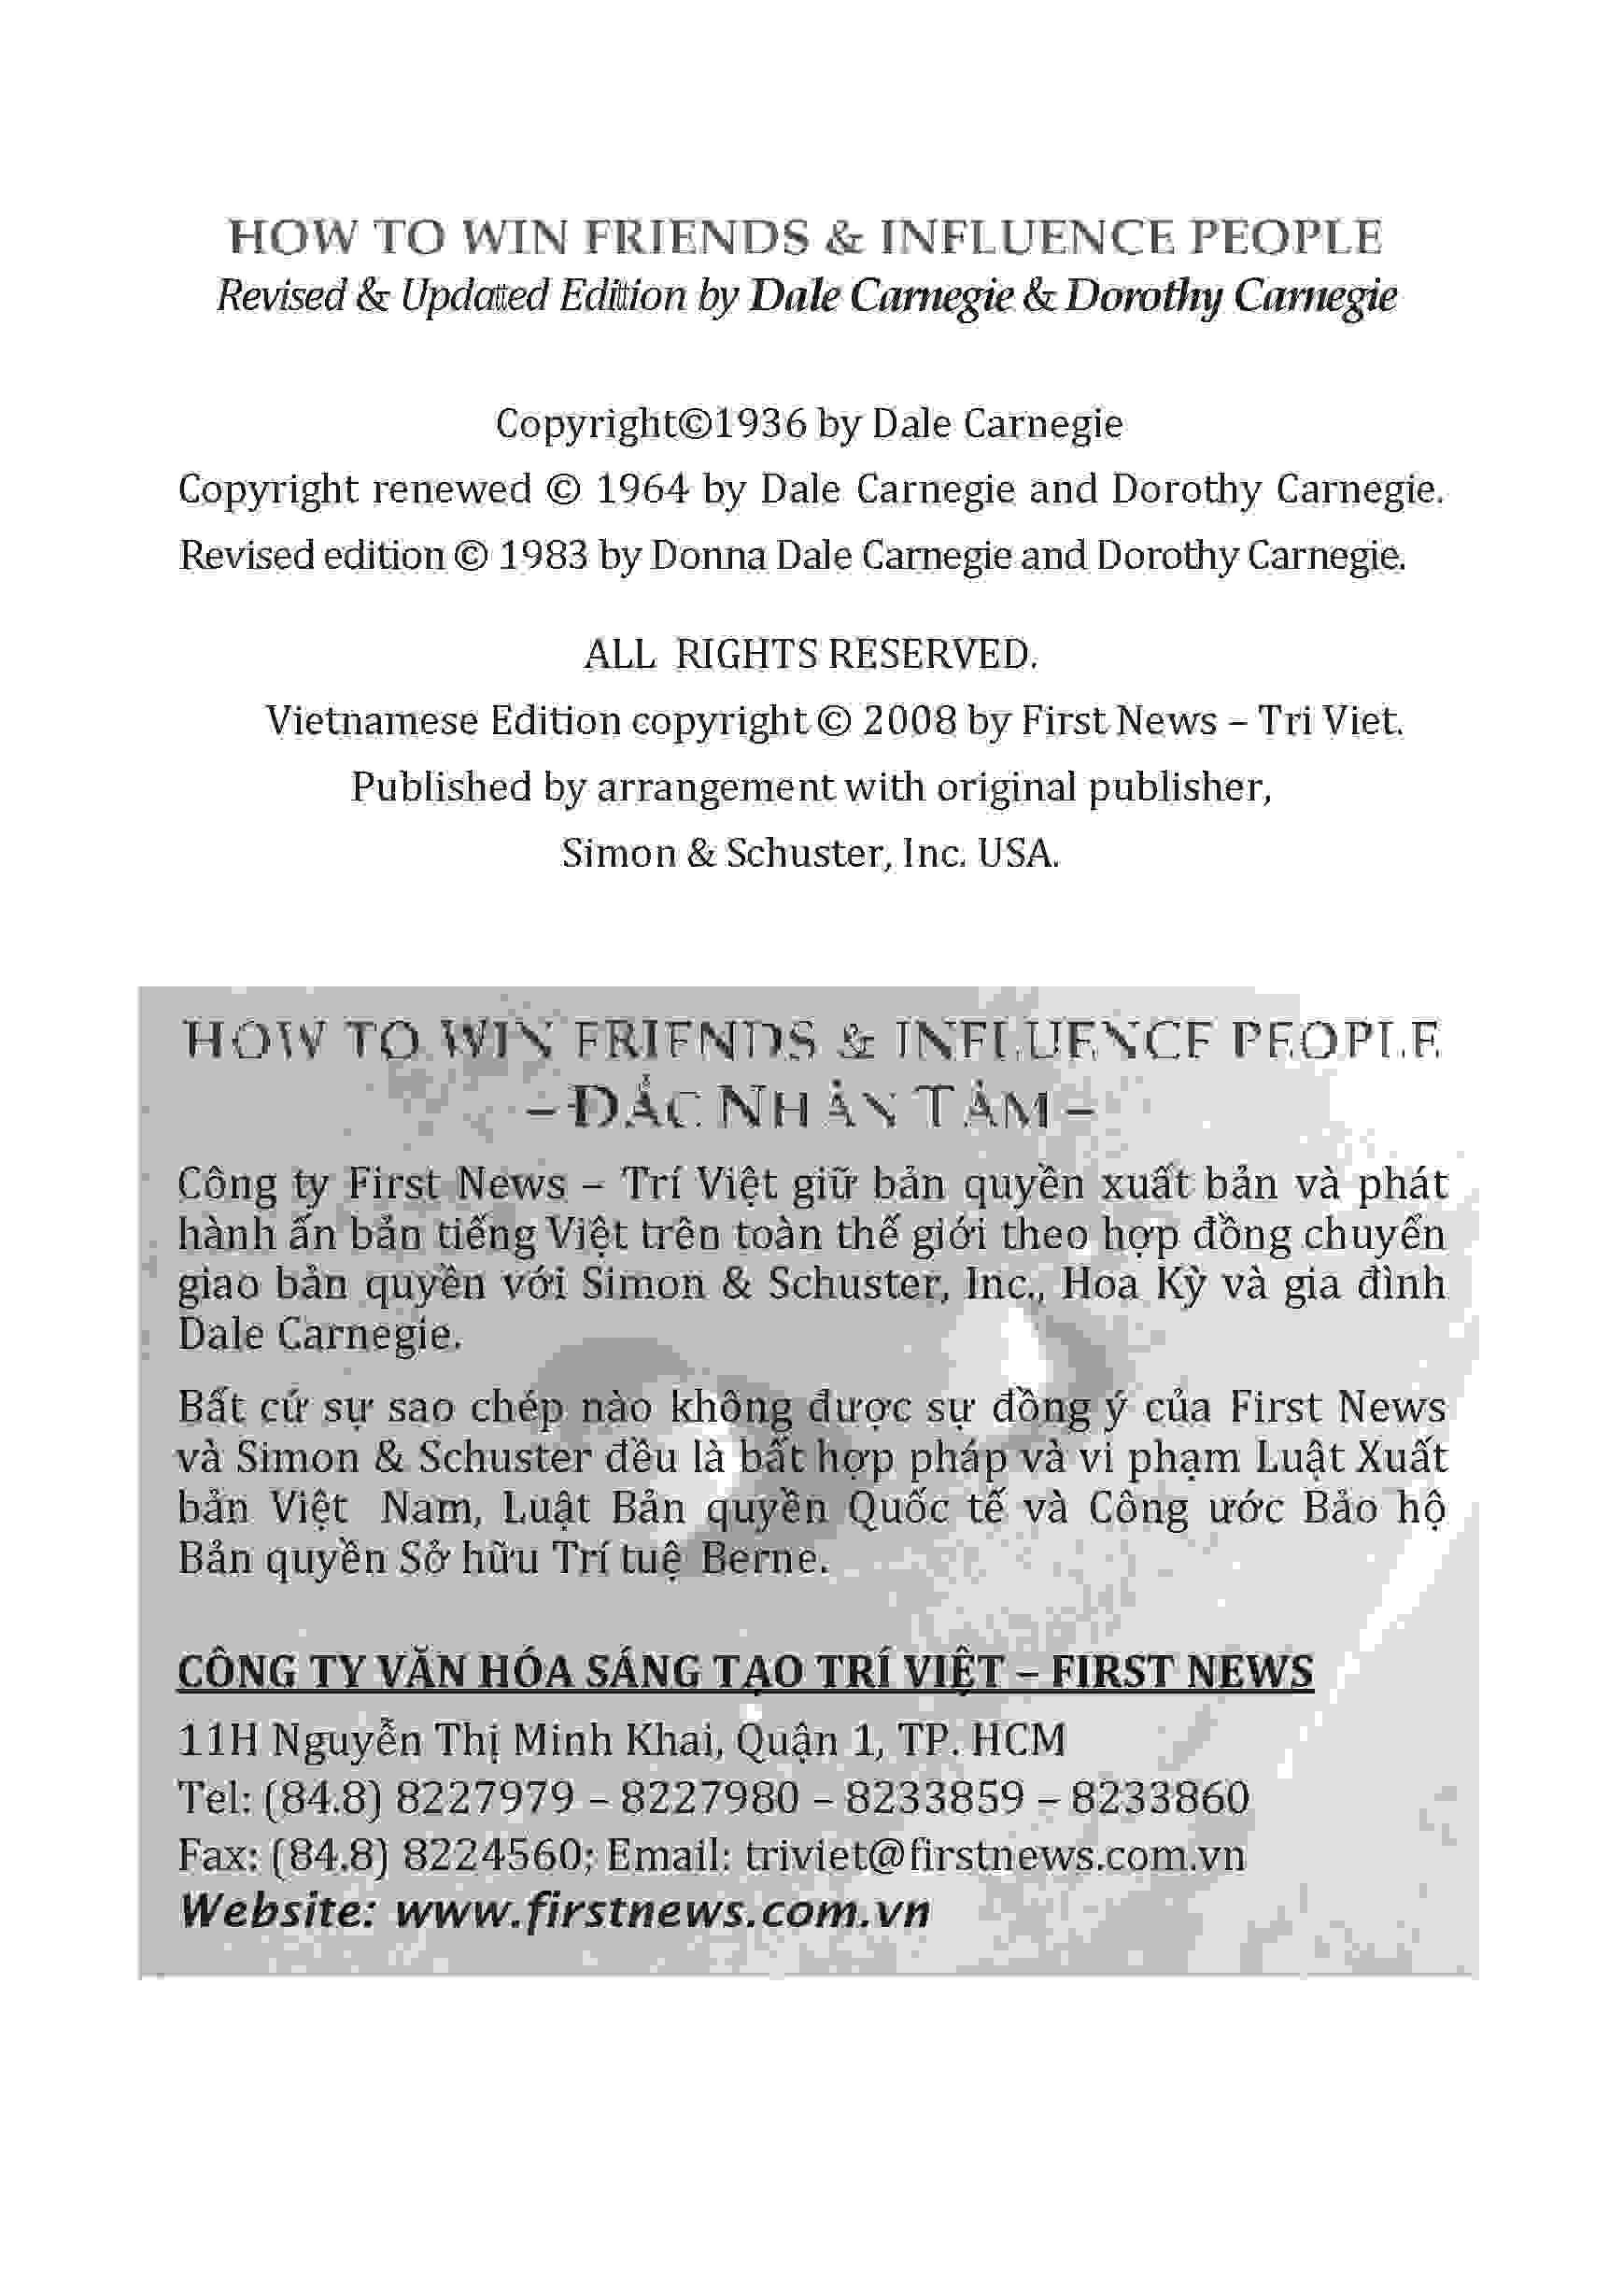 HOW TO WIN FRIENDS & INFLUENCE PEOPLE
Revised & Updated Edition by Dale Carnegie & Dorothy Carnegie
Copyright©1936 by Dale Carnegie
Copyright renewed © 1964 by Dale Carnegie and Dorothy Carnegie.
Revised edition © 1983 by Donna Dale Carnegie and Dorothy Carnegie.
ALL RIGHTS RESERVED.
Vietnamese Edition copyright © 2008 by First News – Tri Viet.
Published by arrangement with original publisher,
Simon & Schuster, Inc. USA.
HOW TO WIN FRIENDS & INFLUENCE PEOPLE
– ĐẮC NHÂN TÂM –
Công ty First News – Trí Việt giữ bản quyền xuất bản và phát
hành ấn bản tiếng Việt trên toàn thế giới theo hợp đồng chuyển
giao bản quyền với Simon & Schuster, Inc., Hoa Kỳ và gia đình
Dale Carnegie.
Bất cứ sự sao chép nào không được sự đồng ý của First News
và Simon & Schuster đều là bất hợp pháp và vi phạm Luật Xuất
bản Việt Nam, Luật Bản quyền Quốc tế và Công ước Bảo hộ
Bản quyền Sở hữu Trí tuệ Berne.
CÔNG TY VĂN HÓA SÁNG TẠO TRÍ VIỆT – FIRST NEWS
11H Nguyễn Thị Minh Khai, Quận 1, TP. HCM
Tel: (84.8) 8227979 – 8227980 – 8233859 – 8233860
Fax: (84.8) 8224560; Email: triviet@firstnews.com.vn
Website: www.firstnews.com.vn